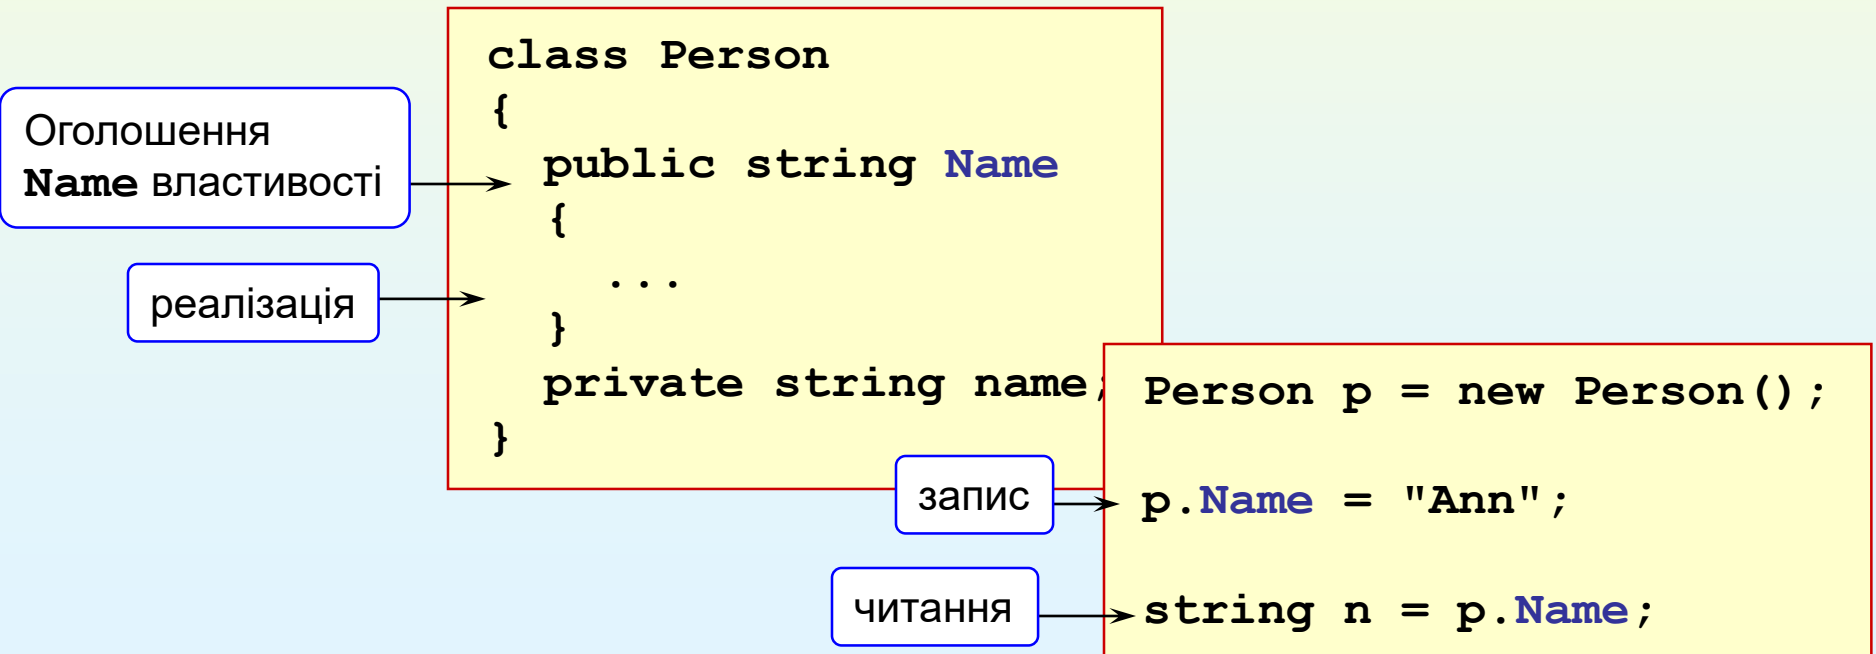 class Person
{
Оголошення
Name властивості
public string Name
{
реалізація
...
}
private string name;
}
Person p = new Person();
запис
p.Name = "Ann";
читання
string n = p.Name;